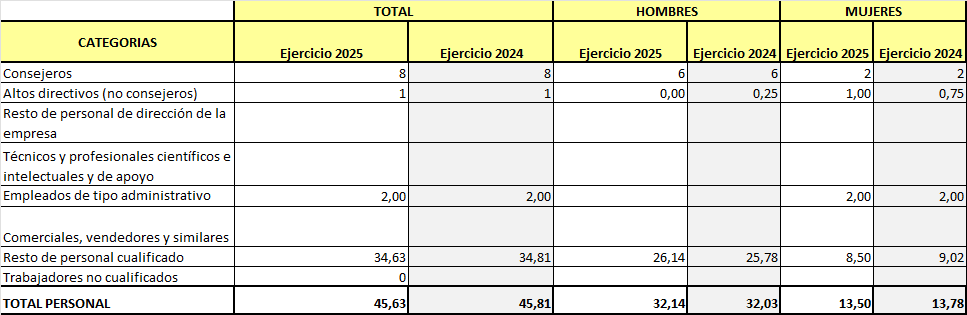 TOTAL HOMBRES MUJERES
CATEGORIAS Ejercicio 2025 Ejercicio 2024 Ejercicio 2025 Ejercicio 2024 Ejercicio 2025 Ejercicio 2024
Consejeros 8 8 6 6 2 2
Altos directivos (no consejeros) 1 1 0,00 0,25 1,00 0,75
Resto de personal de dirección de la
empresa
Técnicos y profesionales científicos e
intelectuales y de apoyo
Empleados de tipo administrativo 2,00 2,00 2,00 2,00
Comerciales, vendedores y similares
Resto de personal cualificado 34,63 34,81 26,14 25,78 8,50 9,02
Trabajadores no cualificados 0
TOTAL PERSONAL 45,63 45,81 32,14 32,03 13,50 13,78